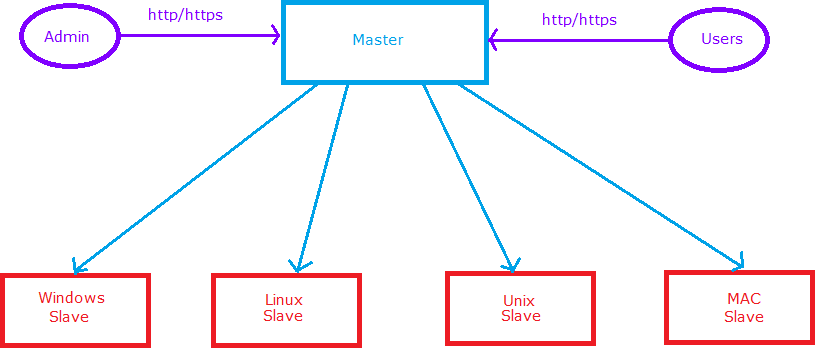 http/https
http/https
Admin
Master
Users
Windows
Slave
Linux
Slave
Unix
Slave
MAC
Slave